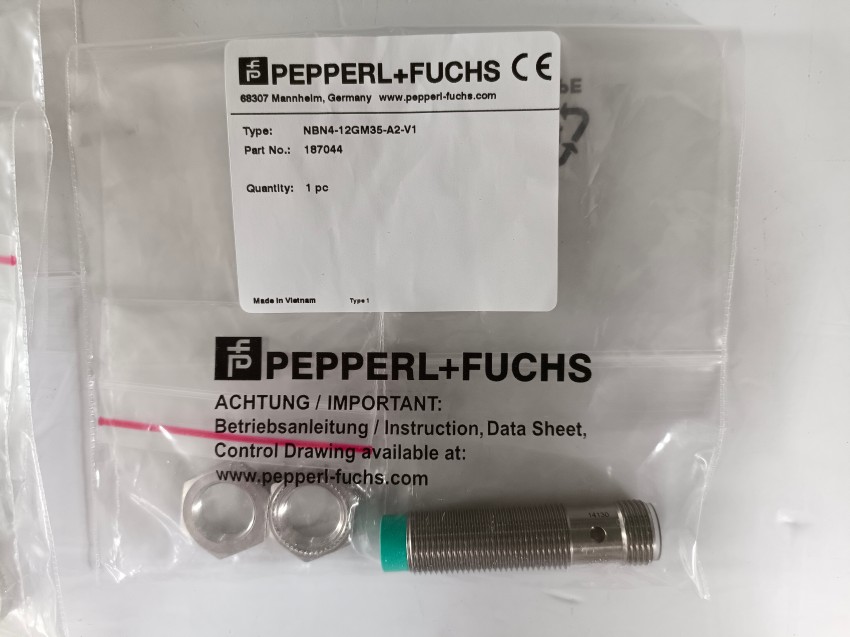 PEPPERL+FUCHS CE
68307 Mannheim, Germany www.pepperl-fuchs.com
Type: NBN4-12GM35-A2-V1
Part No.: 187044
Quantity: 1 pc
Made in Vietnam Type 1
PEPPERL+FUCHS
ACHTUNG / IMPORTANT:
Betriebsanleitung / Instruction, Data Sheet,
Control Drawing available at:
www.pepperl-fuchs.com
14130